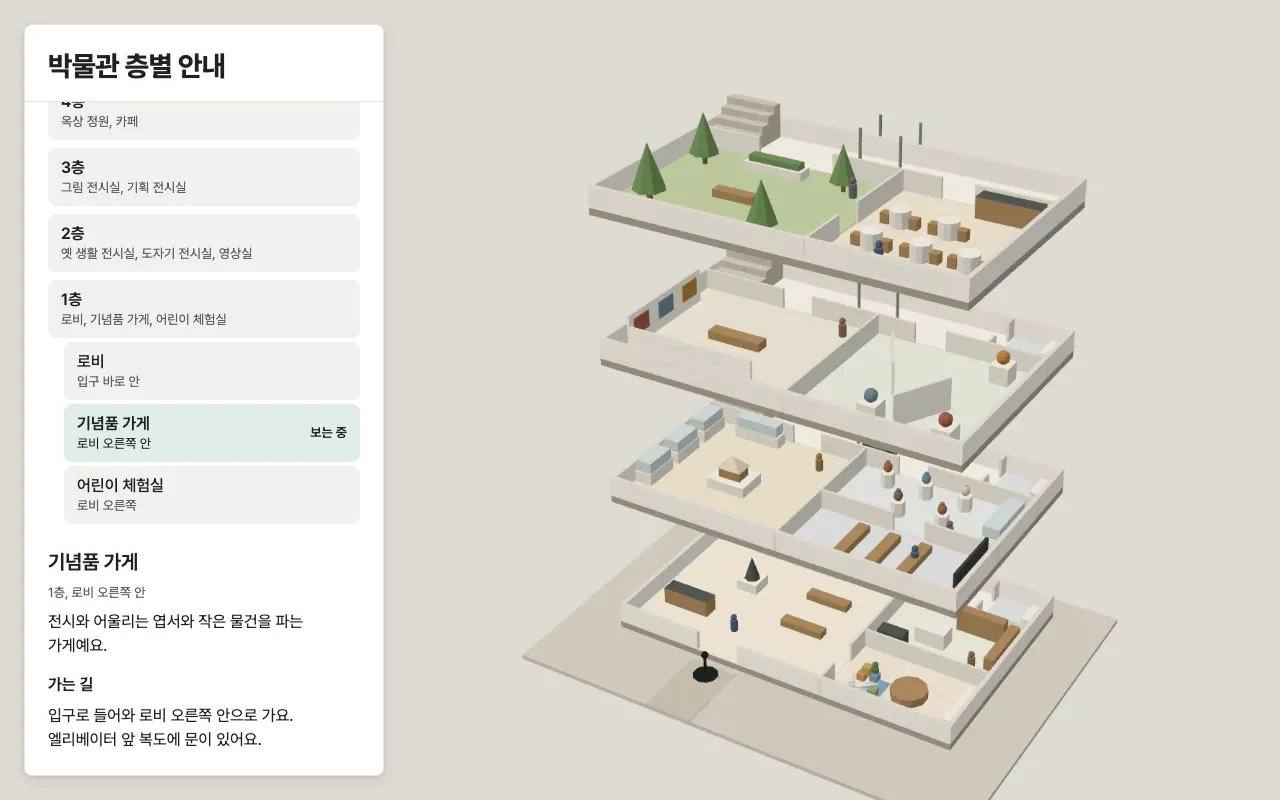 박물관 층별 안내
4층
옥상 정원, 카페
3층
그림 전시실, 기획 전시실
2층
옛 생활 전시실, 도자기 전시실, 영상실
1층
로비, 기념품 가게, 어린이 체험실
로비
입구 바로 안
기념품 가게
로비 오른쪽 안
보는 중
어린이 체험실
로비 오른쪽
기념품 가게
1층, 로비 오른쪽 안
전시와 어울리는 엽서와 작은 물건을 파는
가게예요.
가는 길
입구로 들어와 로비 오른쪽 안으로 가요.
엘리베이터 앞 복도에 문이 있어요.